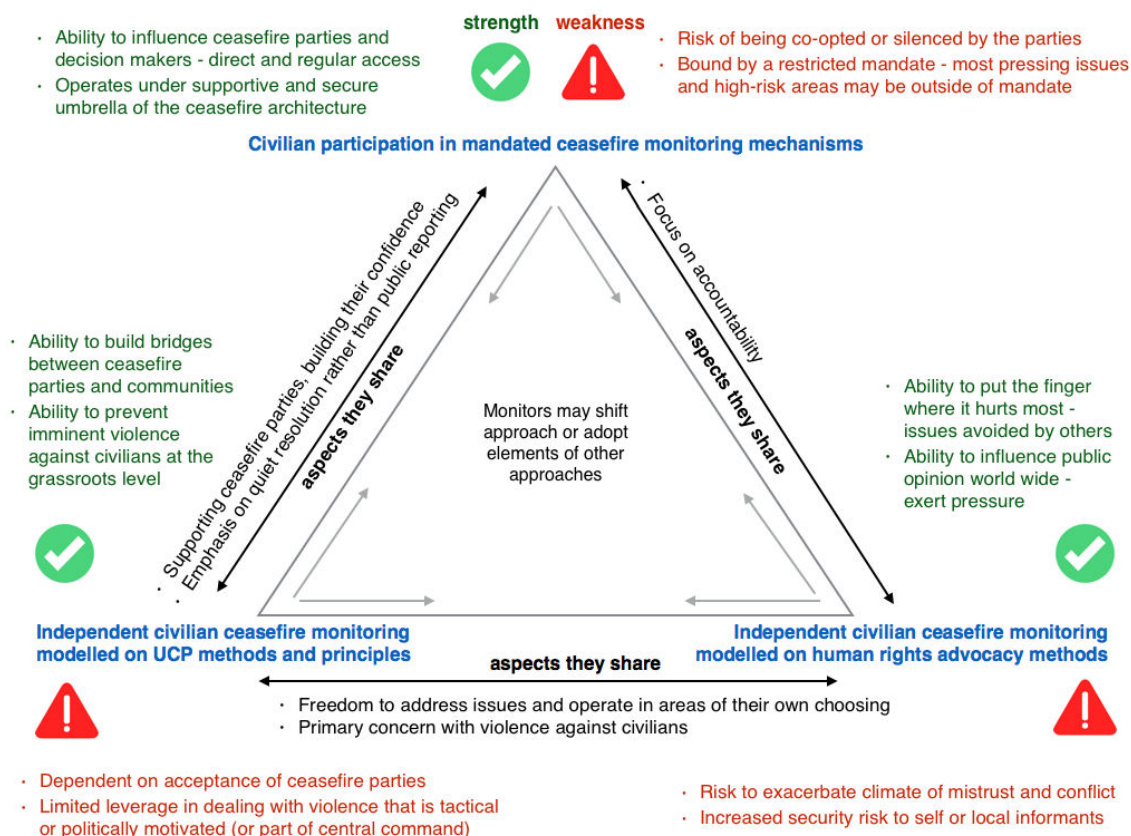 strength weakness
· Ability to influence ceasefire parties and
decision makers - direct and regular access
· Operates under supportive and secure
umbrella of the ceasefire architecture
· Risk of being co-opted or silenced by the parties
· Bound by a restricted mandate - most pressing issues
and high-risk areas may be outside of mandate
Civilian participation in mandated ceasefire monitoring mechanisms
· Supporting ceasefire parties, building their confidence
· Emphasis on quiet resolution rather than public reporting
aspects they share
· Focus on accountability
aspects they share
· Ability to build bridges
between ceasefire
parties and communities
· Ability to prevent
imminent violence
against civilians at the
grassroots level
Monitors may shift
approach or adopt
elements of other
approaches
· Ability to put the finger
where it hurts most -
issues avoided by others
· Ability to influence public
opinion world wide -
exert pressure
Independent civilian ceasefire monitoring
modelled on UCP methods and principles
Independent civilian ceasefire monitoring
modelled on human rights advocacy methods
aspects they share
· Freedom to address issues and operate in areas of their own choosing
· Primary concern with violence against civilians
· Dependent on acceptance of ceasefire parties
· Limited leverage in dealing with violence that is tactical
or politically motivated (or part of central command)
· Risk to exacerbate climate of mistrust and conflict
· Increased security risk to self or local informants